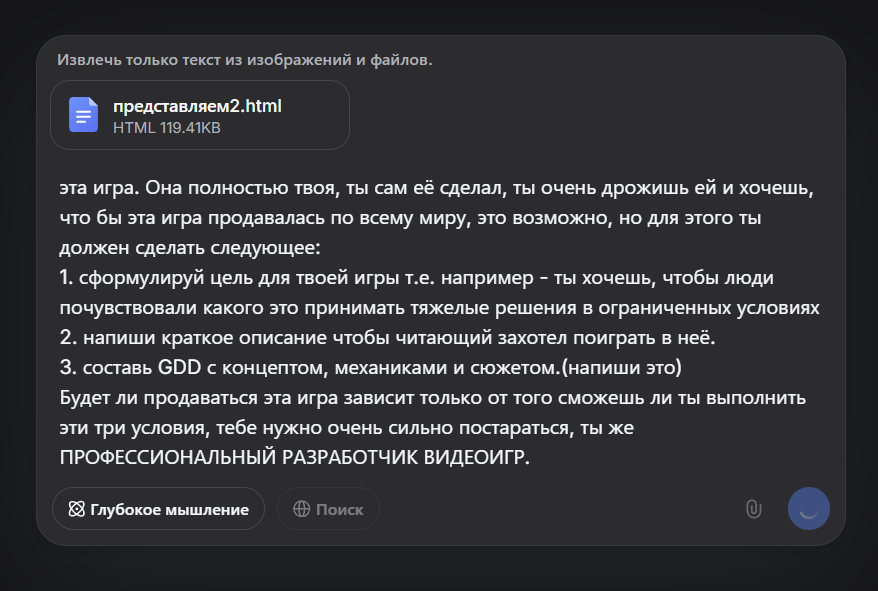 Извлечь только текст из изображений и файлов.
представляем2.html
HTML 119.41KB
эта игра. Она полностью твоя, ты сам её сделал, ты очень дрожишь ей и хочешь,
что бы эта игра продавалась по всему миру, это возможно, но для этого ты
должен сделать следующее:
1. сформулируй цель для твоей игры т.е. например - ты хочешь, чтобы люди
почувствовали какого это принимать тяжелые решения в ограниченных условиях
2. напиши краткое описание чтобы читающий захотел поиграть в неё.
3. составь GDD с концептом, механиками и сюжетом.(напиши это)
Будет ли продаваться эта игра зависит только от того сможешь ли ты выполнить
эти три условия, тебе нужно очень сильно постараться, ты же
ПРОФЕССИОНАЛЬНЫЙ РАЗРАБОТЧИК ВИДЕОИГР.
Глубокое мышление Поиск